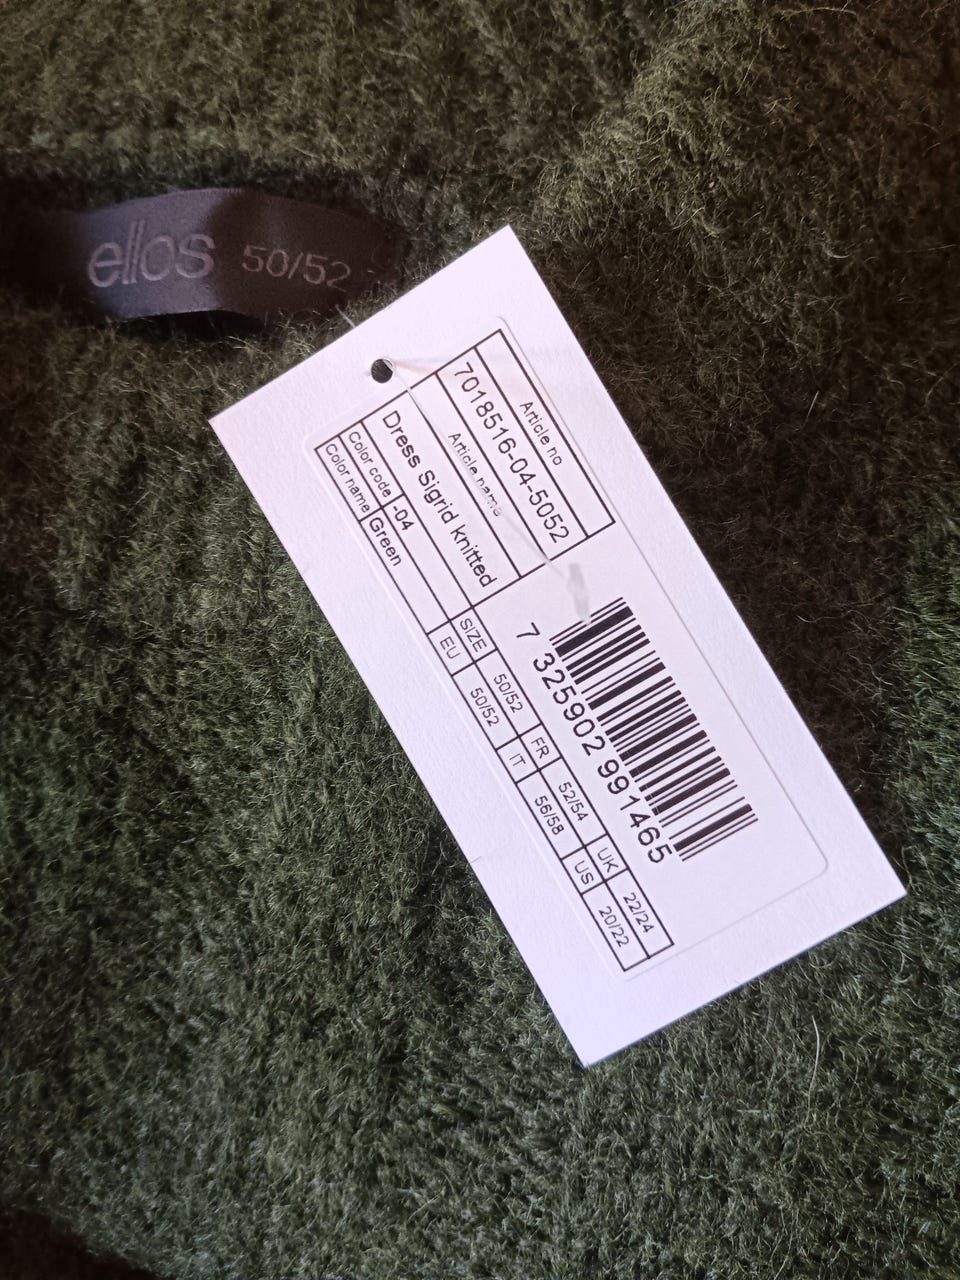 ellos 50/52
Article no
7018516-04-5052
Article name
Dress Sigrid knitted
Color code -04
Color name Green
SIZE 50/52 FR 52/54 UK 22/24
EU 50/52 IT 56/58 US 20/22
7 325902 991465